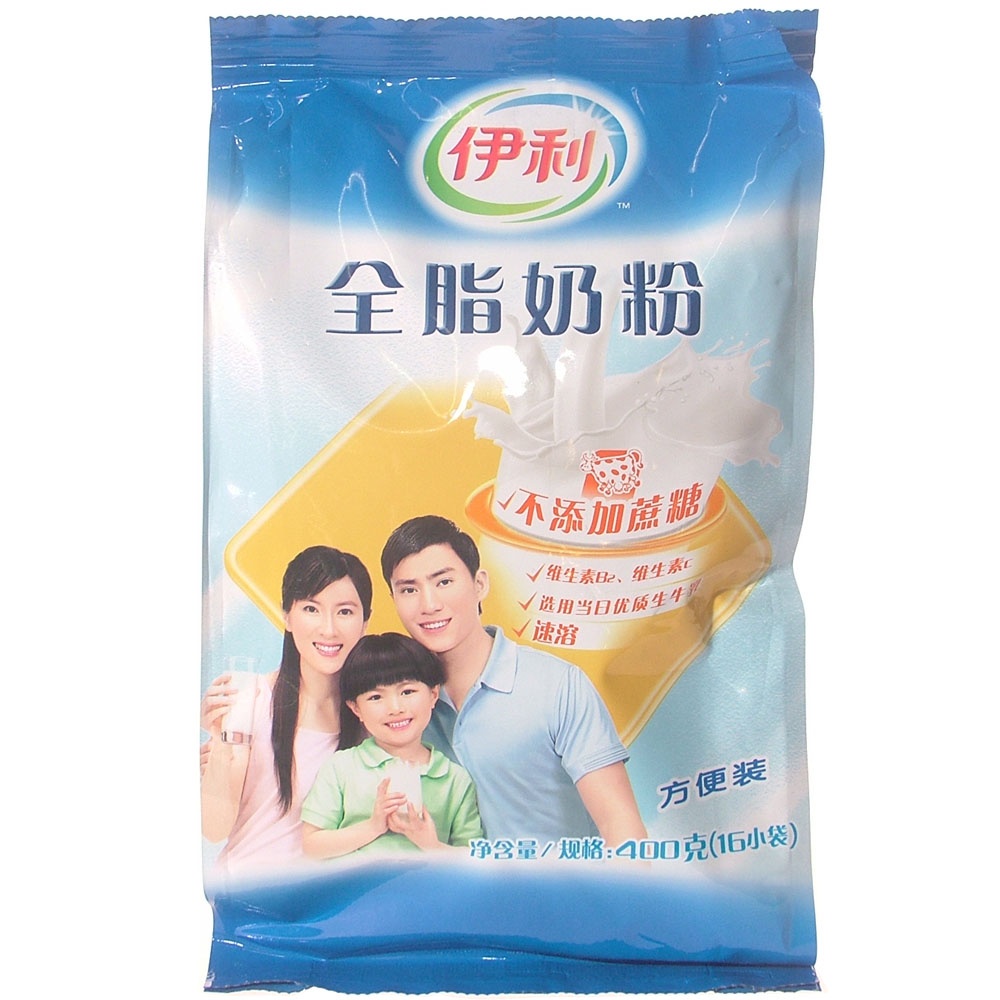 伊利
TM
全脂奶粉
✓不添加蔗糖
✓维生素B2、维生素C
✓选用当日优质生牛乳
✓速溶
方便装
净含量/规格:400克(16小袋)